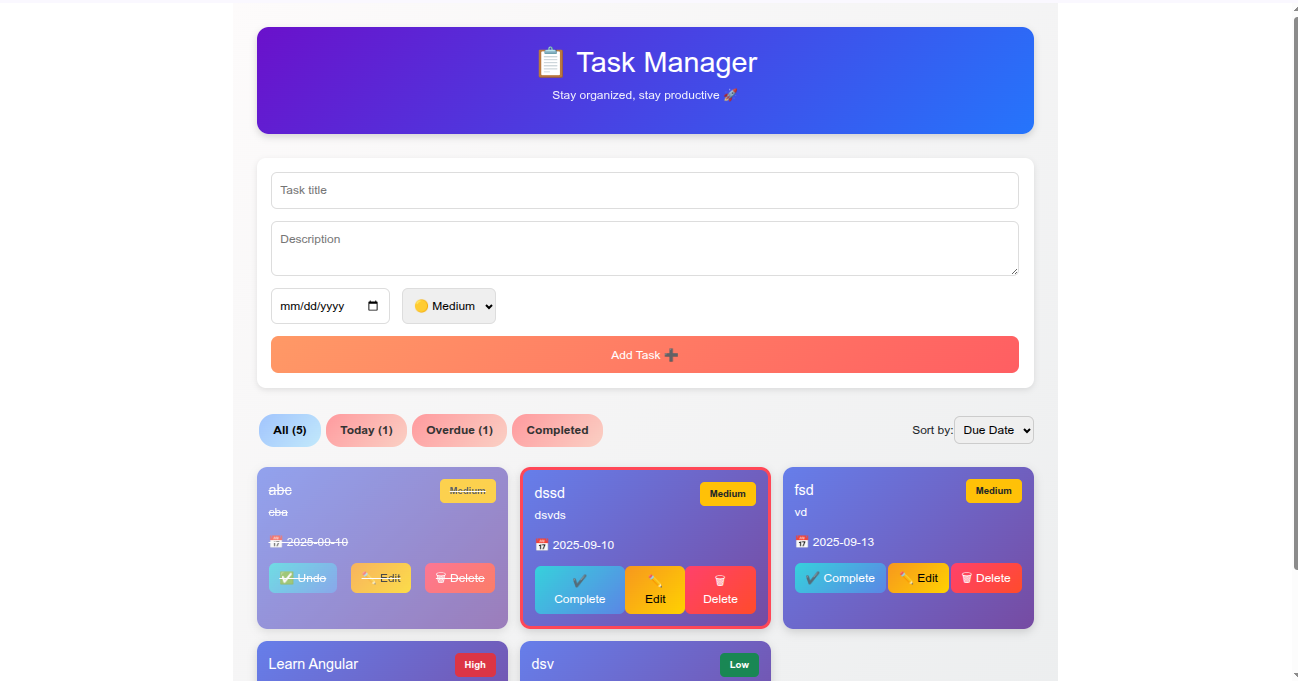 📋 Task Manager
Stay organized, stay productive 🚀
Task title
Description
mm/dd/yyyy
🟡 Medium
Add Task ➕
All (5) Today (1) Overdue (1) Completed
Sort by: Due Date
abc Medium
cba
📅 2025-09-10
✅ Undo ✏️ Edit 🗑 Delete
dssd Medium
dsvds
📅 2025-09-10
✔️ Complete ✏️ Edit 🗑 Delete
fsd Medium
vd
📅 2025-09-13
✔️ Complete ✏️ Edit 🗑 Delete
Learn Angular High
dsv Low